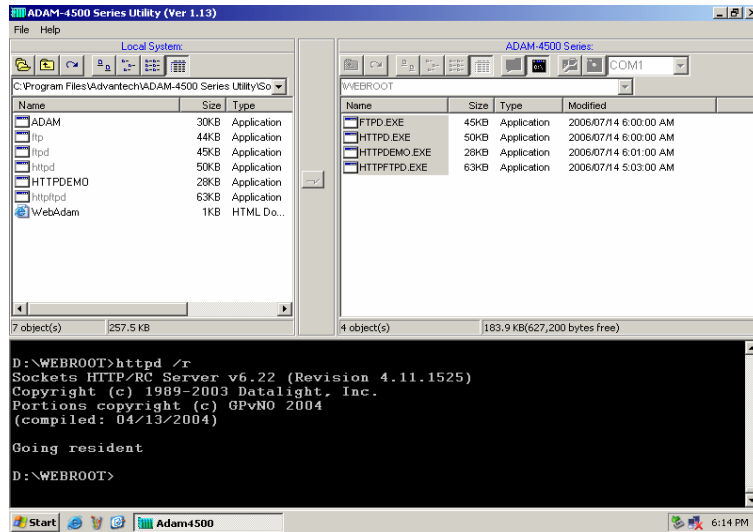 ADAM-4500 Series Utility (Ver 1.13)
File Help
Local System:
C:\Program Files\Advantech\ADAM-4500 Series Utility\So
Name Size Type
ADAM 30KB Application
ftp 44KB Application
ftpd 45KB Application
httpd 50KB Application
HTTPDEMO 28KB Application
httpftpd 63KB Application
WebAdam 1KB HTML Do...
7 object(s) 257.5 KB
ADAM-4500 Series:
COM1
\WEBROOT
Name Size Type Modified
FTPD.EXE 45KB Application 2006/07/14 6:00:00 AM
HTTPD.EXE 50KB Application 2006/07/14 6:00:00 AM
HTTPDEMO.EXE 28KB Application 2006/07/14 6:01:00 AM
HTTPFTPD.EXE 63KB Application 2006/07/14 5:03:00 AM
4 object(s) 183.9 KB(627,200 bytes free)
D:\WEBROOT>httpd /r
Sockets HTTP/RC Server v6.22 (Revision 4.11.1525)
Copyright (c) 1989-2003 Datalight, Inc.
Portions copyright (c) GPvNO 2004
(compiled: 04/13/2004)
Going resident
D:\WEBROOT>
Start Adam4500 6:14 PM